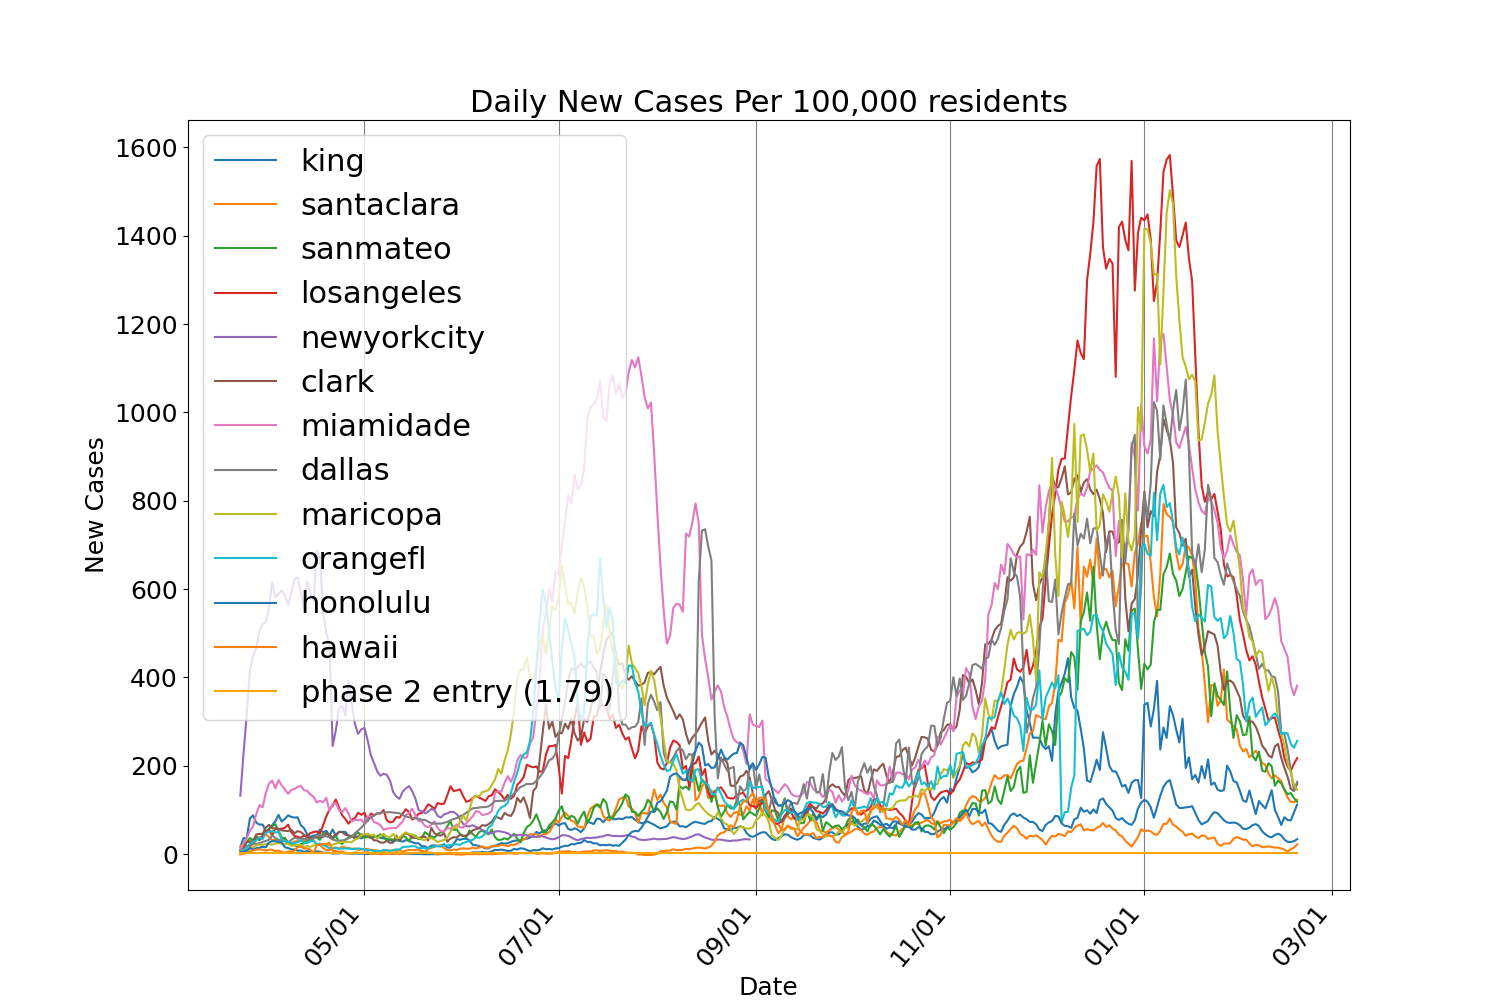 Daily New Cases Per 100,000 residents
1600
1400
1200
1000
800
600
400
200
0
New Cases
king
santaclara
sanmateo
losangeles
newyorkcity
clark
miamidade
dallas
maricopa
orangefl
honolulu
hawaii
phase 2 entry (1.79)
05/01
07/01
09/01
11/01
01/01
03/01
Date